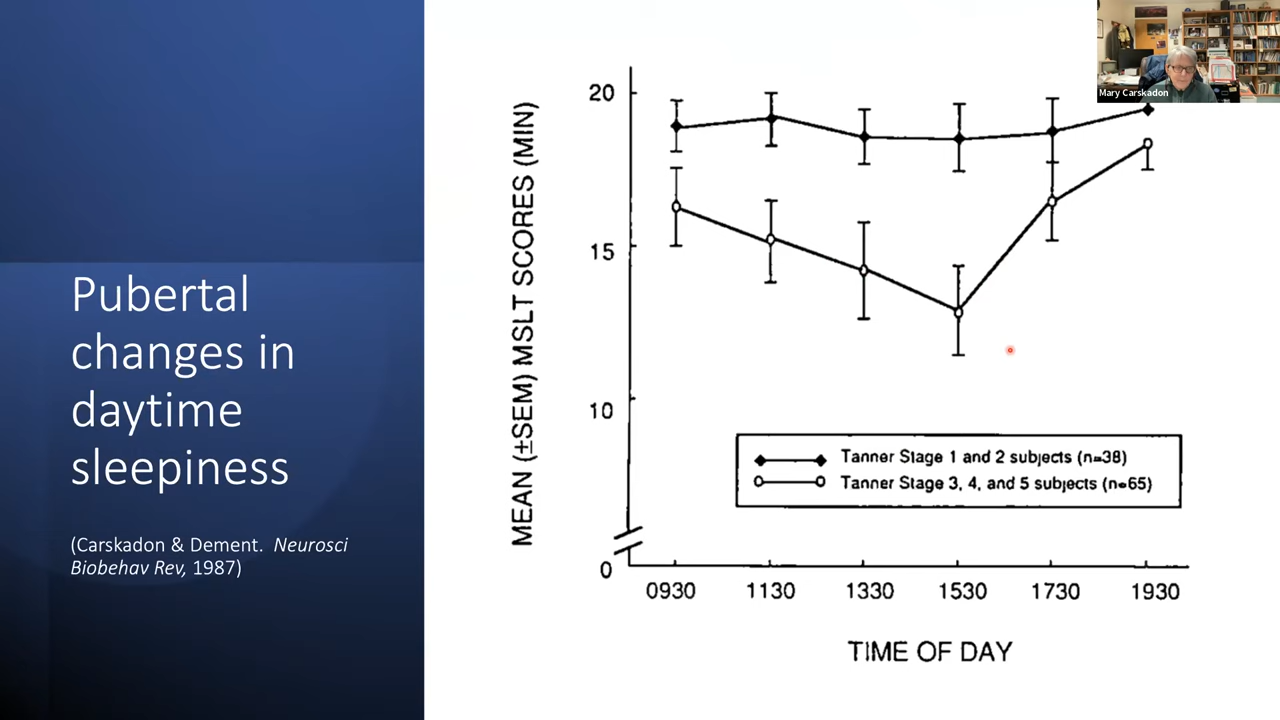 Pubertal
changes in
daytime
sleepiness
(Carskadon & Dement. Neurosci
Biobehav Rev, 1987)
MEAN (±SEM) MSLT SCORES (MIN)
20
15
10
0
0930 1130 1330 1530 1730 1930
TIME OF DAY
Tanner Stage 1 and 2 subjects (n=38)
Tanner Stage 3, 4, and 5 subjects (n=65)
Mary Carskadon